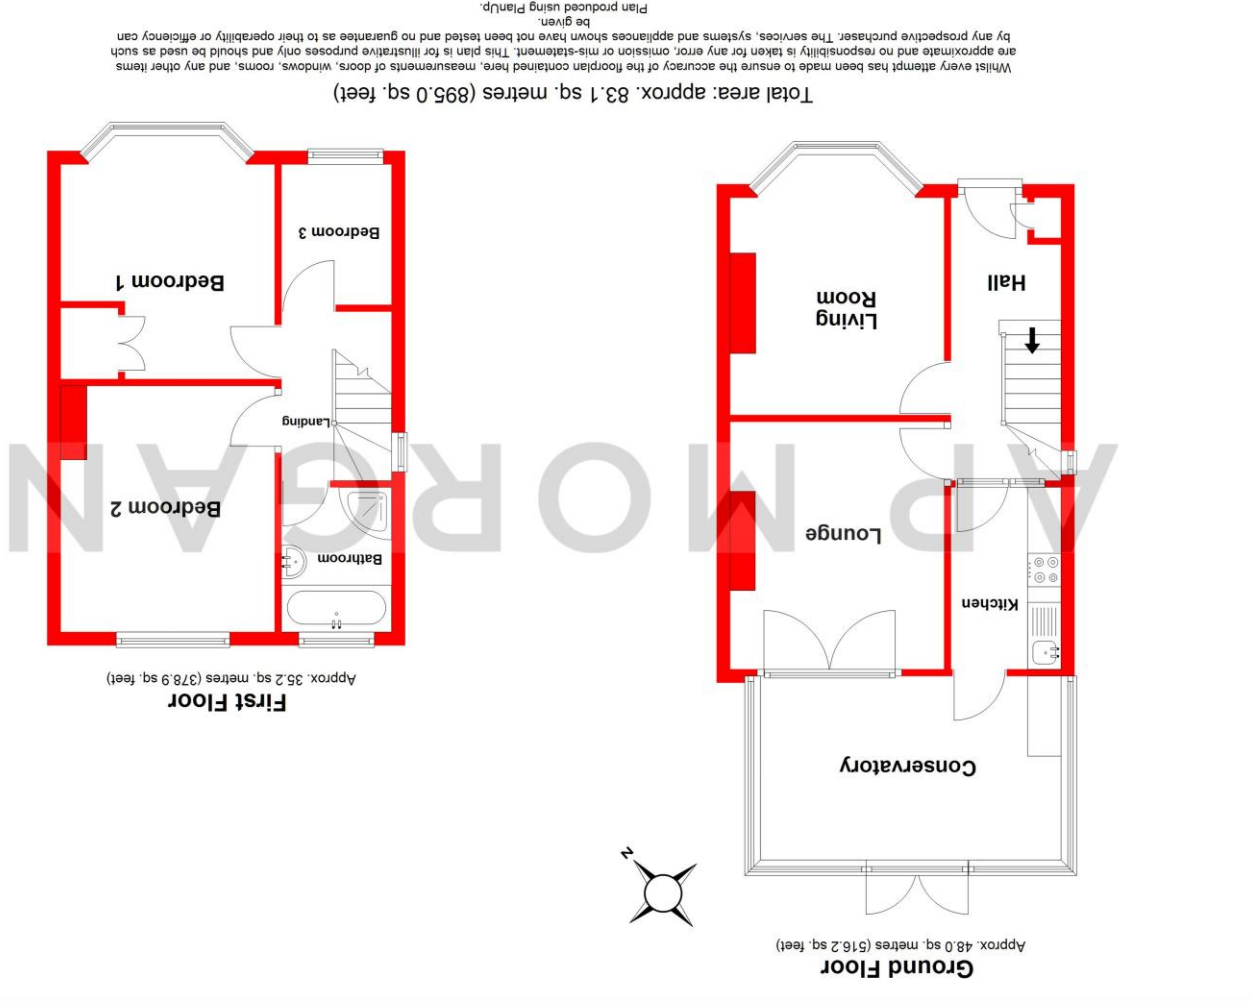 Ground Floor
Approx. 48.0 sq. metres (516.2 sq. feet)
N
Conservatory
Kitchen
Lounge
Living
Room
Hall
First Floor
Approx. 35.2 sq. metres (378.9 sq. feet)
Bathroom
Bedroom 2
Landing
Bedroom 1
Bedroom 3
AP MORGAN
Total area: approx. 83.1 sq. metres (895.0 sq. feet)
Whilst every attempt has been made to ensure the accuracy of the floorplan contained here, measurements of doors, windows, rooms, and any other items
are approximate and no responsibility is taken for any error, omission or mis-statement. This plan is for illustrative purposes only and should be used as such
by any prospective purchaser. The services, systems and appliances shown have not been tested and no guarantee as to their operability or efficiency can
be given.
Plan produced using PlanUp.